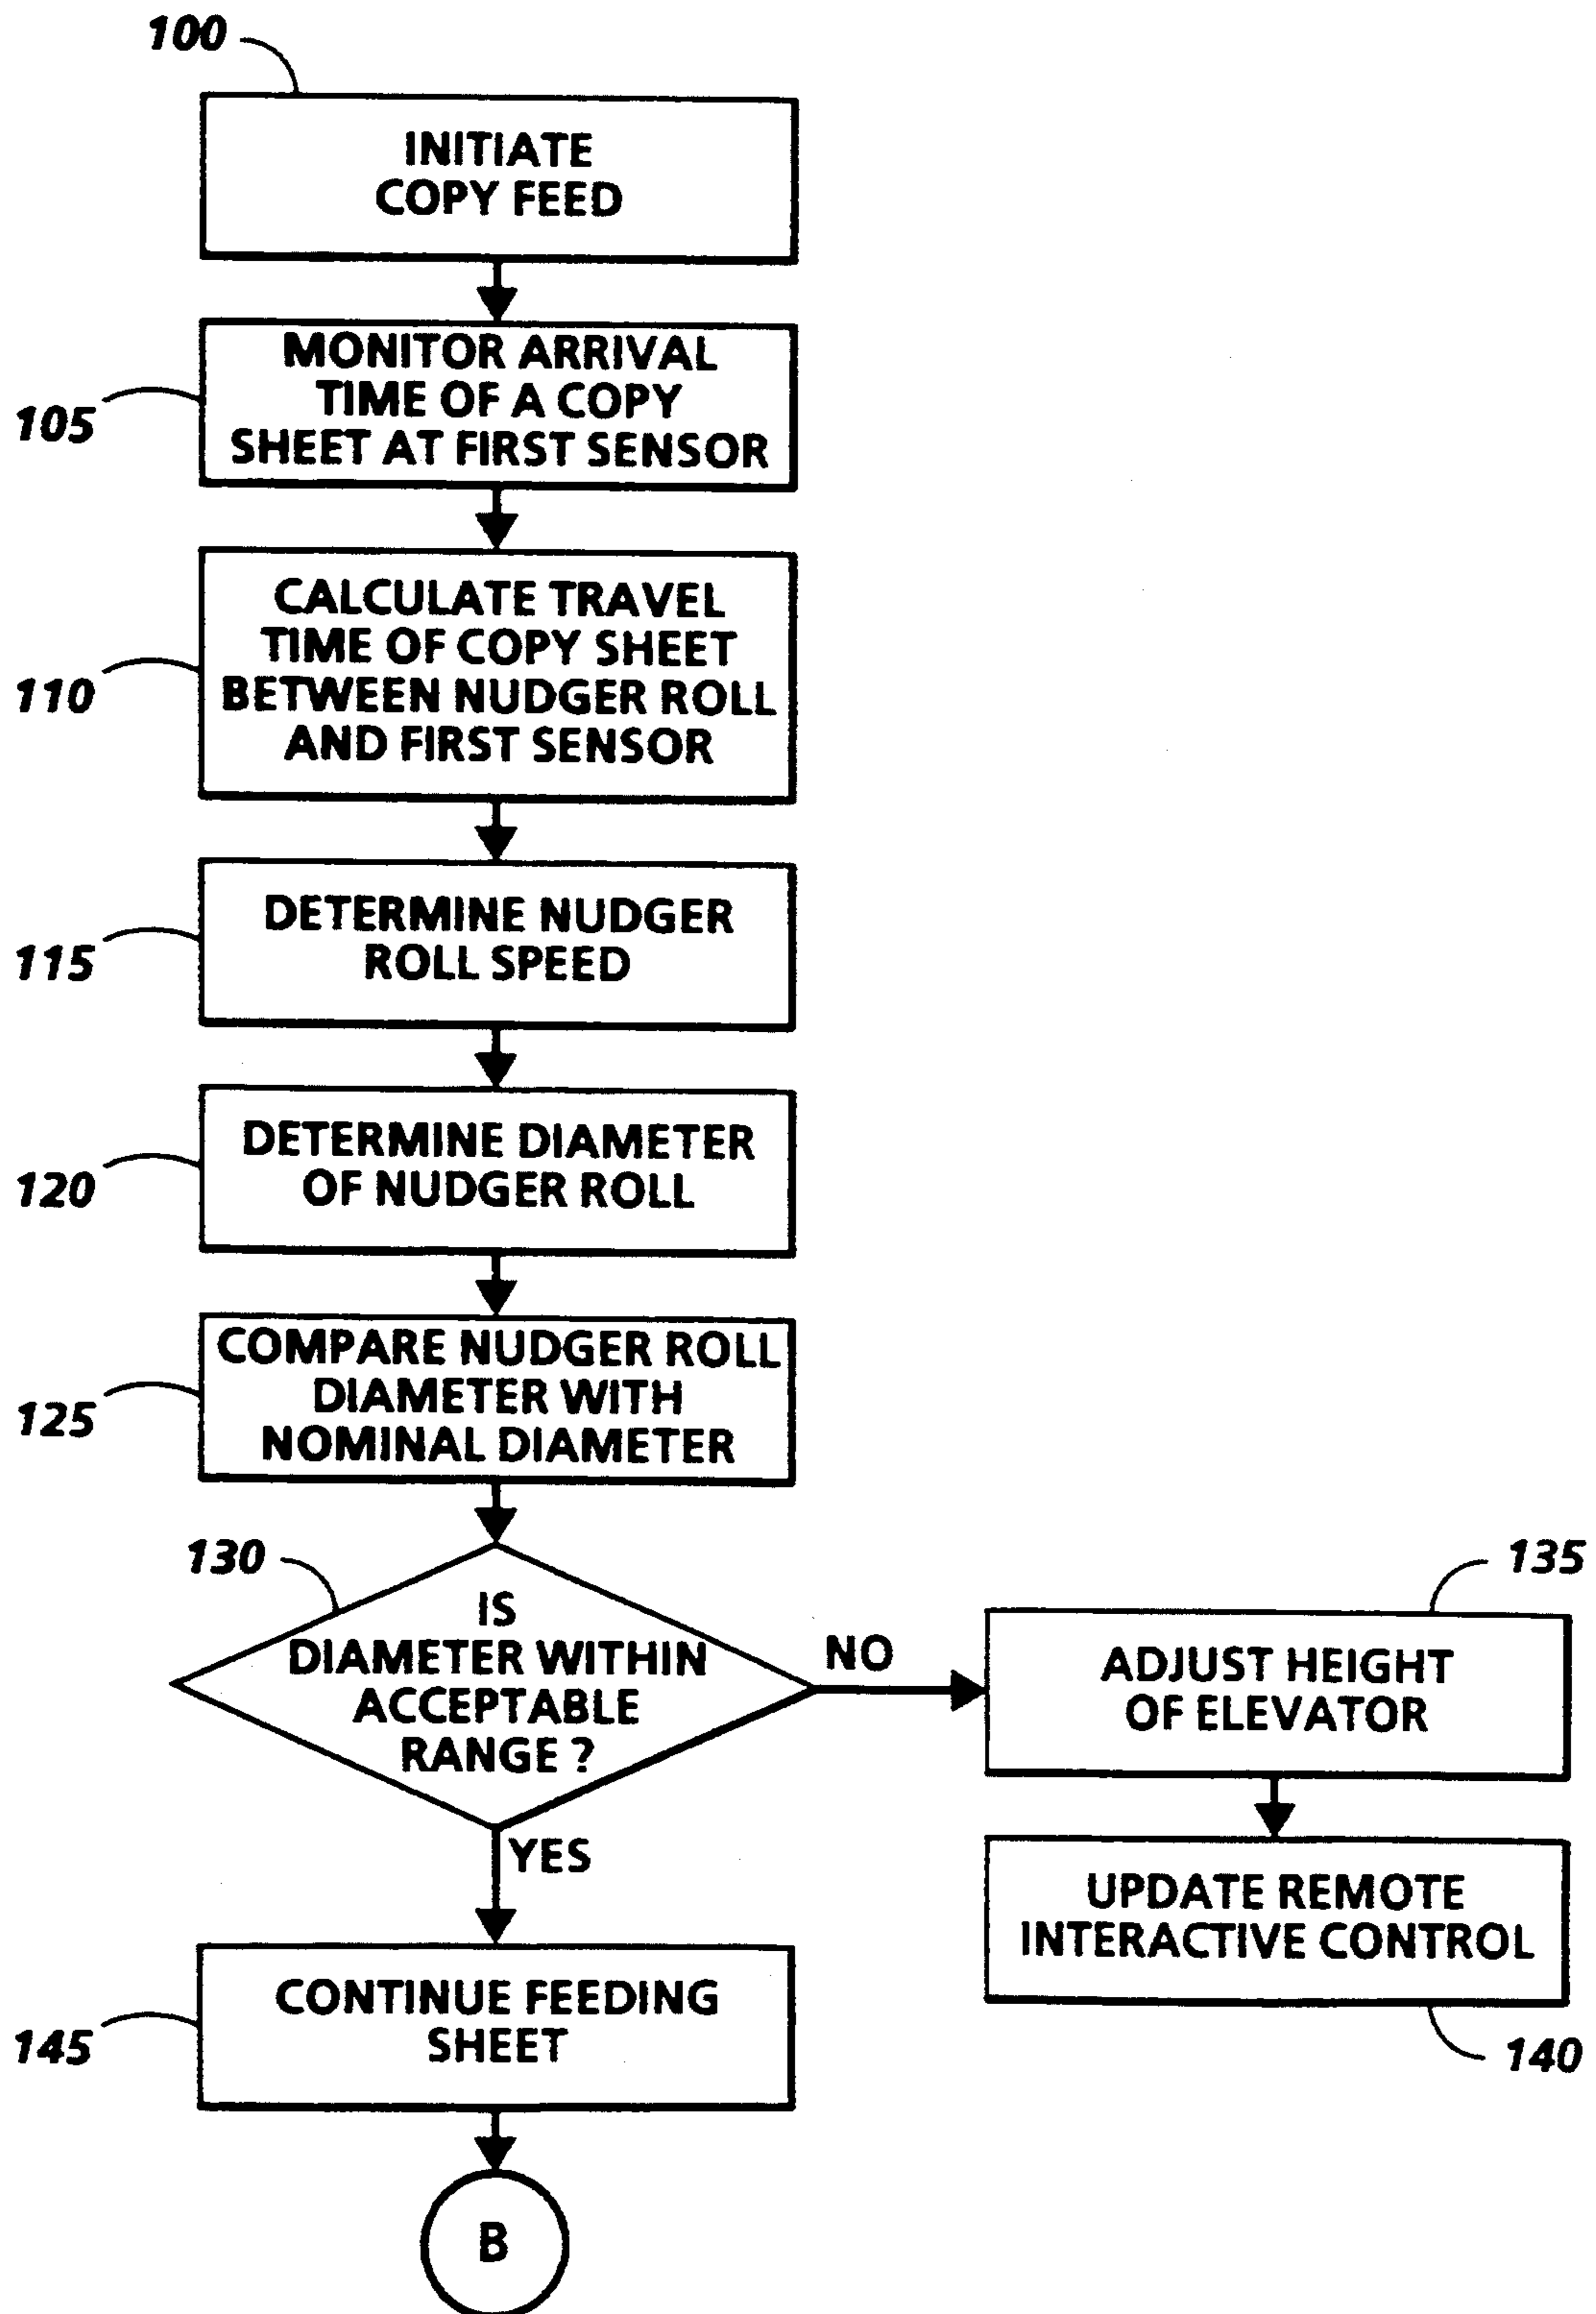 100
INITIATE
COPY FEED
MONITOR ARRIVAL
TIME OF A COPY
SHEET AT FIRST SENSOR
105
CALCULATE TRAVEL
TIME OF COPY SHEET
BETWEEN NUDGER ROLL
AND FIRST SENSOR
110
DETERMINE NUDGER
ROLL SPEED
115
DETERMINE DIAMETER
OF NUDGER ROLL
120
COMPARE NUDGER ROLL
DIAMETER WITH
NOMINAL DIAMETER
125
130
IS
DIAMETER WITHIN
ACCEPTABLE
RANGE ?
NO
135
ADJUST HEIGHT
OF ELEVATOR
YES
UPDATE REMOTE
INTERACTIVE CONTROL
140
CONTINUE FEEDING
SHEET
145
B